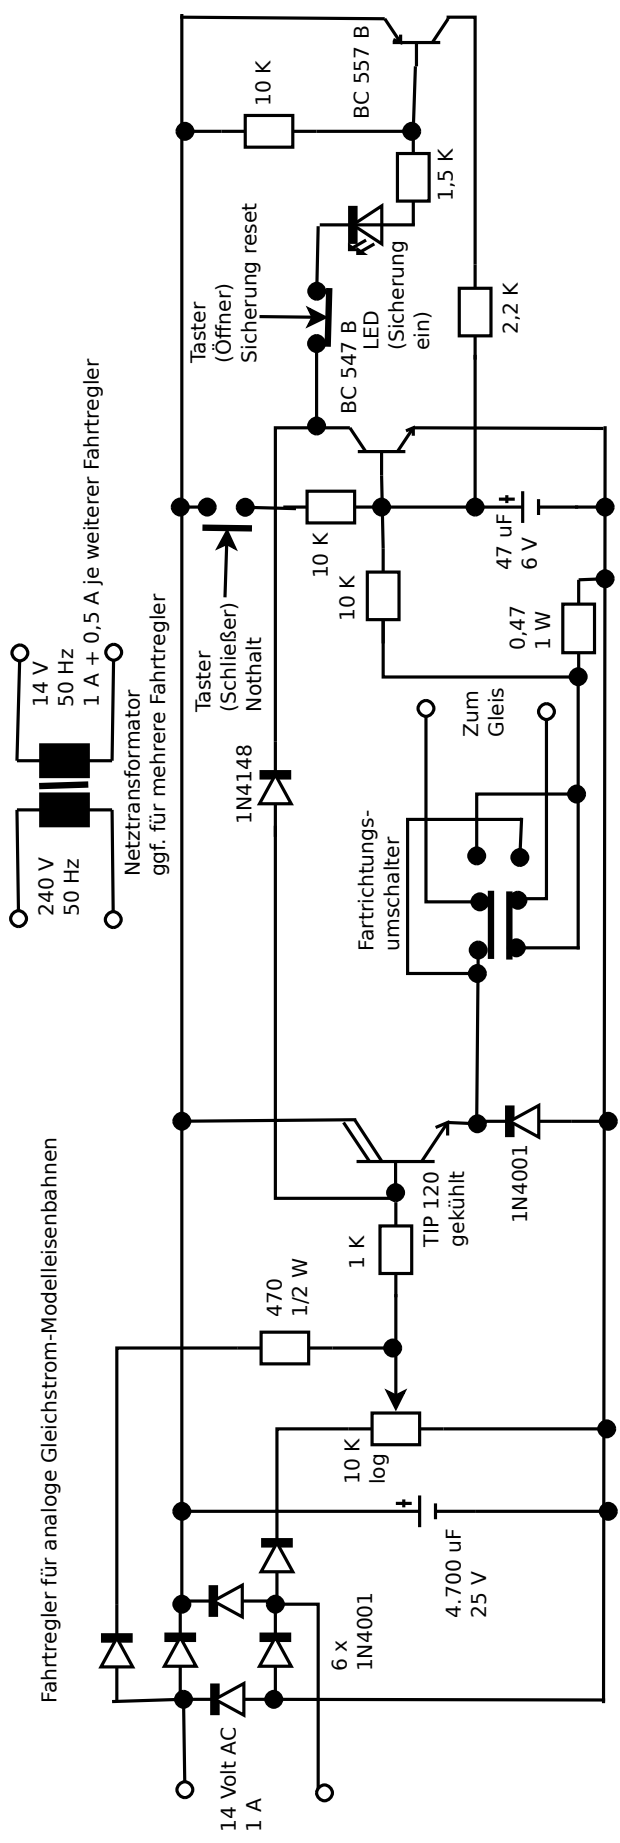 Fahrtregler für analoge Gleichstrom-Modelleisenbahnen
240 V
50 Hz
14 V
50 Hz
1 A + 0,5 A je weiterer Fahrtregler
Netztransformator
ggf. für mehrere Fahrtregler
14 Volt AC
1 A
6 x
1N4001
4.700 uF
25 V
+
10 K
log
470
1/2 W
1 K
TIP 120
gekühlt
1N4001
1N4148
Fartrichtungs-
umschalter
Zum
Gleis
Taster
(Schließer)
Nothalt
10 K
10 K
0,47
1 W
47 uF
6 V
+
BC 547 B
Taster
(Öffner)
Sicherung reset
LED
(Sicherung
ein)
2,2 K
1,5 K
10 K
BC 557 B